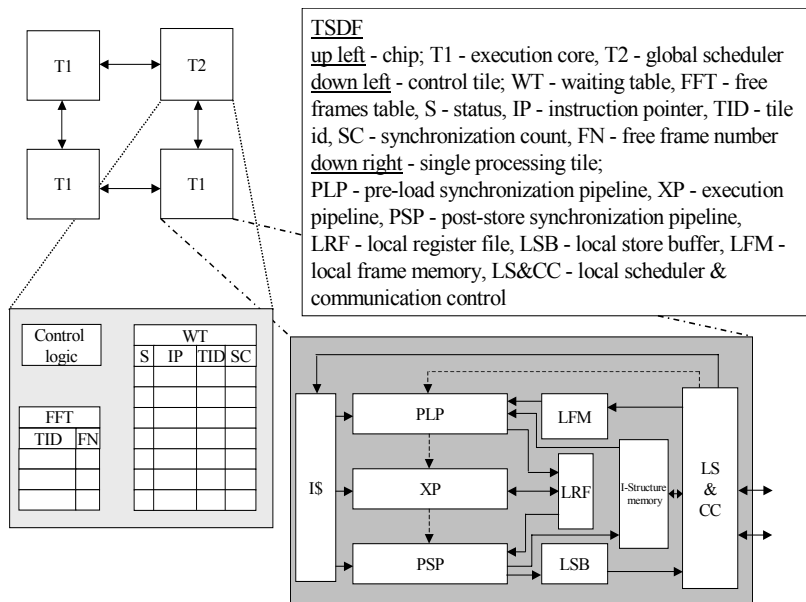 TSDF
up left - chip; T1 - execution core, T2 - global scheduler
down left - control tile; WT - waiting table, FFT - free
frames table, S - status, IP - instruction pointer, TID - tile
id, SC - synchronization count, FN - free frame number
down right - single processing tile;
PLP - pre-load synchronization pipeline, XP - execution
pipeline, PSP - post-store synchronization pipeline,
LRF - local register file, LSB - local store buffer, LFM -
local frame memory, LS&CC - local scheduler &
communication control
T1
T2
T1
T1
Control
logic
WT
S IP TID SC
FFT
TID FN
I$
PLP
XP
PSP
LFM
LRF
LSB
I-Structure
memory
LS
&
CC